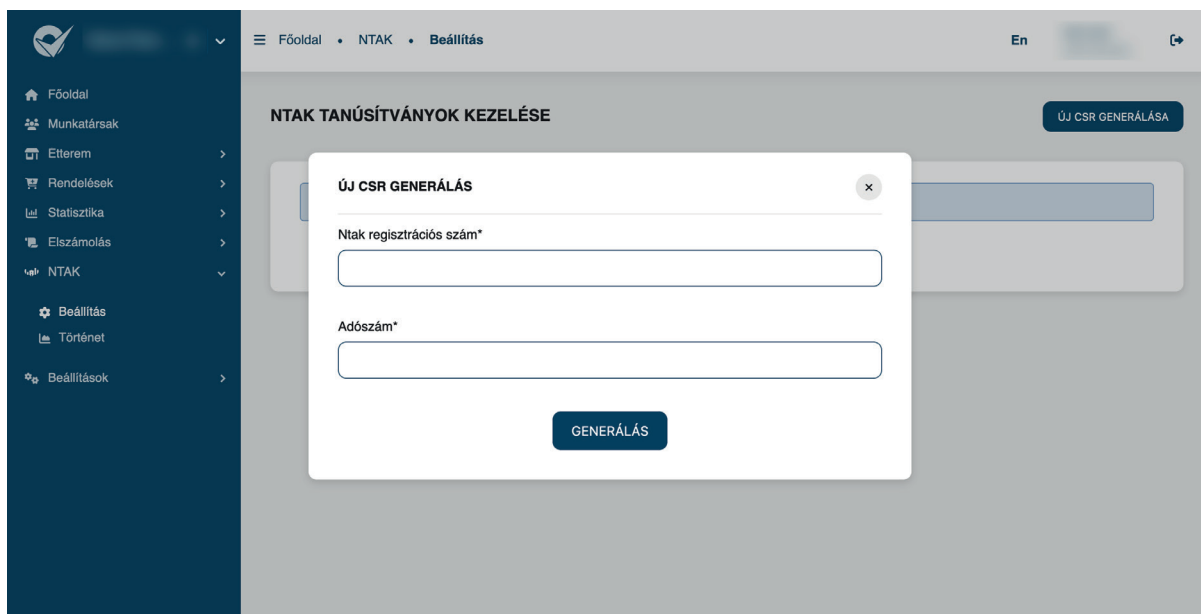 Főoldal • NTAK • Beállítás
En
Főoldal
Munkatársak
Étterem
Rendelések
Statisztika
Elszámolás
NTAK
Beállítás
Történet
Beállítások
NTAK TANÚSÍTVÁNYOK KEZELÉSE
ÚJ CSR GENERÁLÁSA
ÚJ CSR GENERÁLÁS
Ntak regisztrációs szám*
Adószám*
GENERÁLÁS